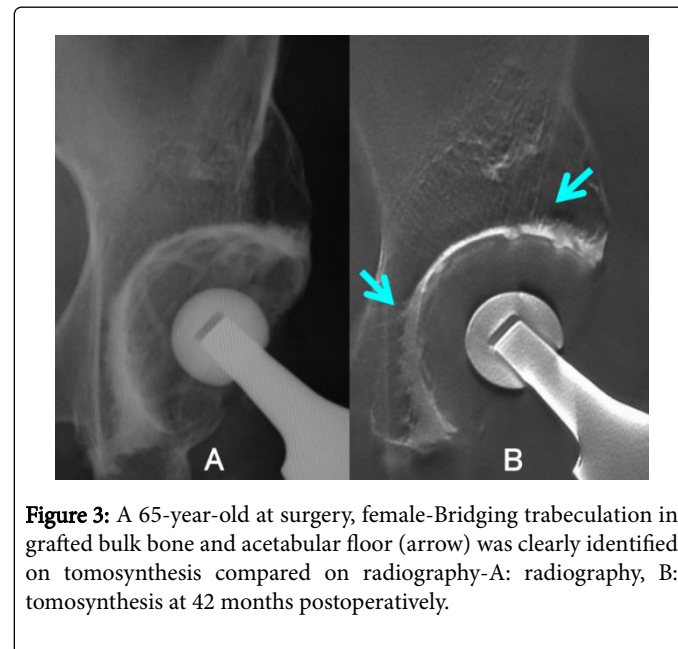 A
B
Figure 3: A 65-year-old at surgery, female-Bridging trabeculation in
grafted bulk bone and acetabular floor (arrow) was clearly identified
on tomosynthesis compared on radiography-A: radiography, B:
tomosynthesis at 42 months postoperatively.